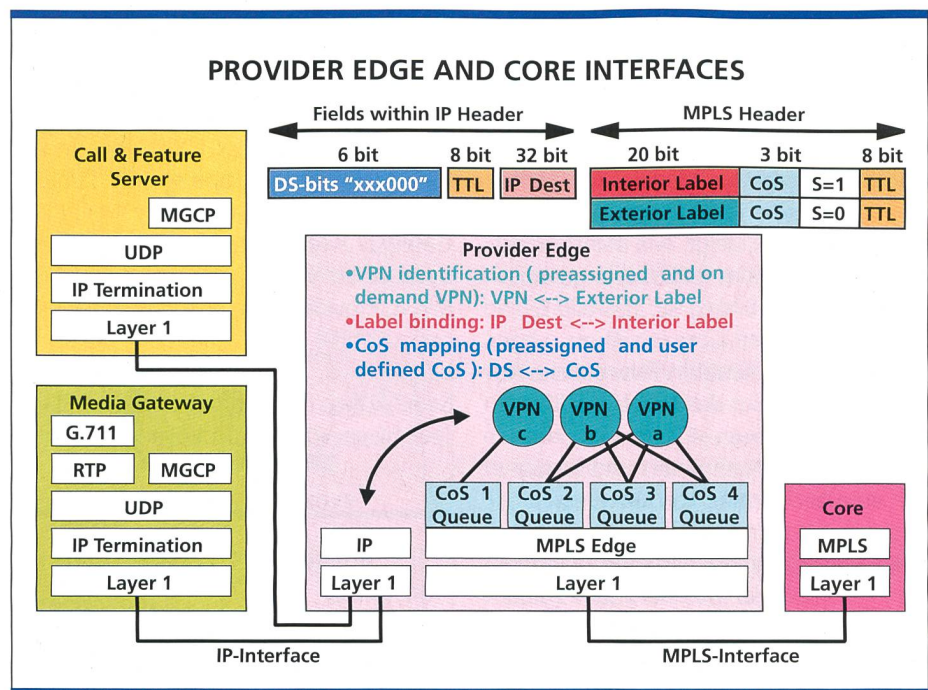 PROVIDER EDGE AND CORE INTERFACES
Fields within IP Header
MPLS Header
6 bit 8 bit 32 bit
20 bit 3 bit 8 bit
DS-bits "xxx000" TTL IP Dest
Interior Label CoS S=1 TTL
Exterior Label CoS S=0 TTL
Call & Feature
Server
MGCP
UDP
IP Termination
Layer 1
Media Gateway
G.711
RTP MGCP
UDP
IP Termination
Layer 1
Provider Edge
•VPN identification ( preassigned and on
demand VPN): VPN <--> Exterior Label
•Label binding: IP Dest <--> Interior Label
•CoS mapping ( preassigned and user
defined CoS ): DS <--> CoS
VPN
c
VPN
b
VPN
a
CoS 1
Queue
CoS 2
Queue
CoS 3
Queue
CoS 4
Queue
IP
MPLS Edge
Layer 1
Layer 1
Core
MPLS
Layer 1
IP-Interface
MPLS-Interface